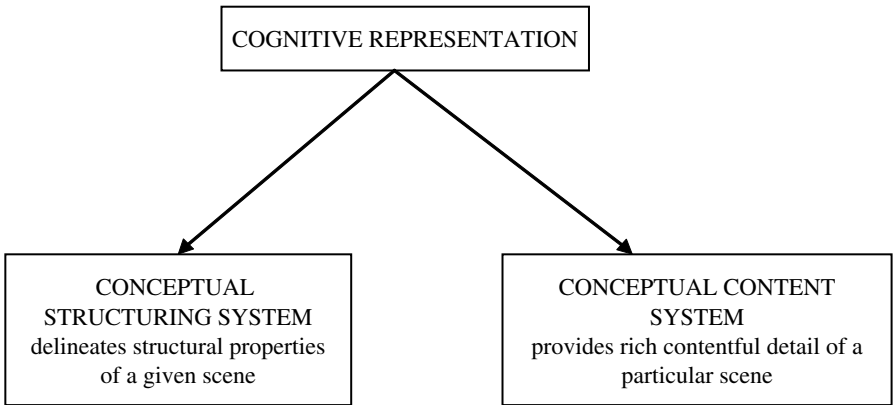 COGNITIVE REPRESENTATION
CONCEPTUAL
STRUCTURING SYSTEM
delineates structural properties
of a given scene
CONCEPTUAL CONTENT
SYSTEM
provides rich contentful detail of a
particular scene